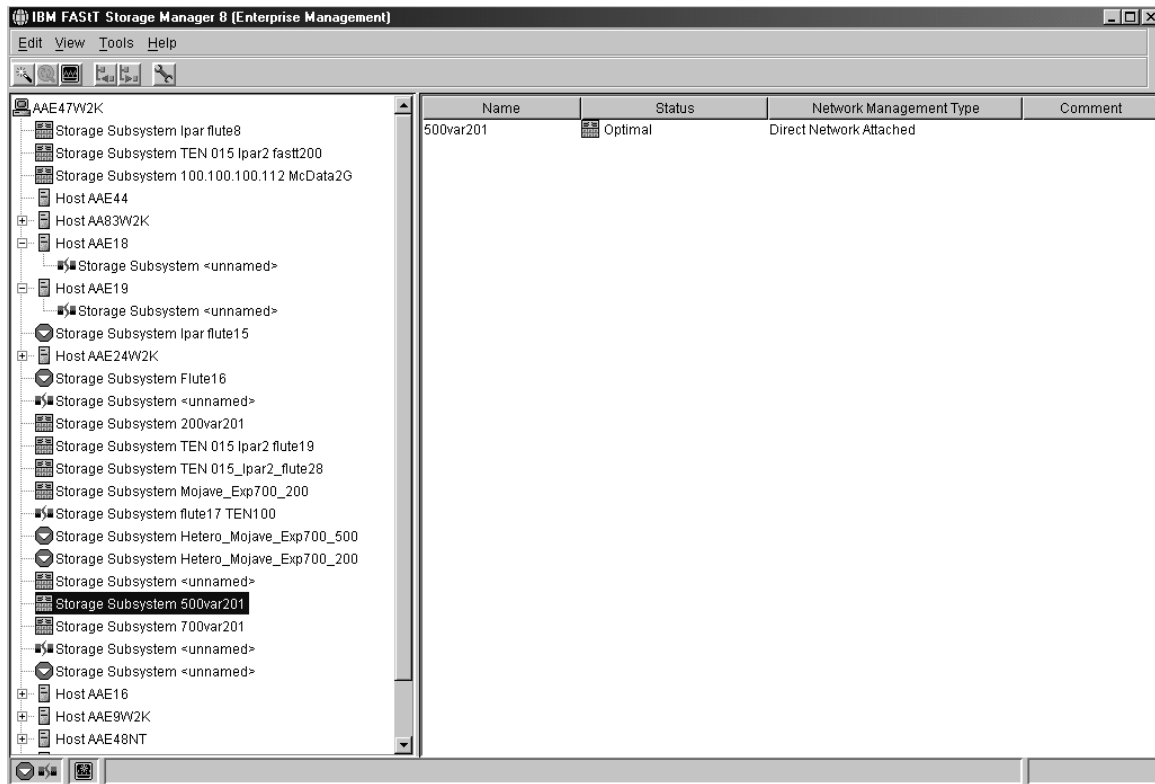 IBM FAStT Storage Manager 8 (Enterprise Management)
Edit View Tools Help
AAE47W2K
Storage Subsystem lpar flute8
Storage Subsystem TEN 015 lpar2 fastt200
Storage Subsystem 100.100.100.112 McData2G
Host AAE44
Host AA83W2K
Host AAE18
Storage Subsystem <unnamed>
Host AAE19
Storage Subsystem <unnamed>
Storage Subsystem lpar flute15
Host AAE24W2K
Storage Subsystem Flute16
Storage Subsystem <unnamed>
Storage Subsystem 200var201
Storage Subsystem TEN 015 lpar2 flute19
Storage Subsystem TEN 015_lpar2_flute28
Storage Subsystem Mojave_Exp700_200
Storage Subsystem flute17 TEN100
Storage Subsystem Hetero_Mojave_Exp700_500
Storage Subsystem Hetero_Mojave_Exp700_200
Storage Subsystem <unnamed>
Storage Subsystem 500var201
Storage Subsystem 700var201
Storage Subsystem <unnamed>
Storage Subsystem <unnamed>
Host AAE16
Host AAE9W2K
Host AAE48NT
Name Status Network Management Type Comment
500var201 Optimal Direct Network Attached